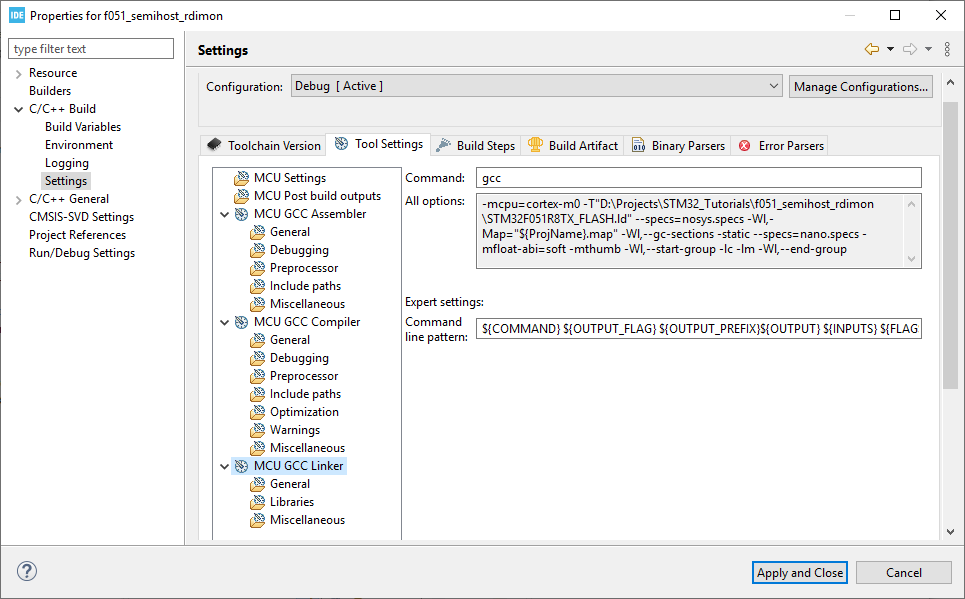 IDE Properties for f051_semihost_rdimon
type filter text
Resource
Builders
C/C++ Build
Build Variables
Environment
Logging
Settings
C/C++ General
CMSIS-SVD Settings
Project References
Run/Debug Settings
Settings
Configuration: Debug [ Active ] Manage Configurations...
Toolchain Version Tool Settings Build Steps Build Artifact Binary Parsers Error Parsers
MCU Settings
MCU Post build outputs
MCU GCC Assembler
General
Debugging
Preprocessor
Include paths
Miscellaneous
MCU GCC Compiler
General
Debugging
Preprocessor
Include paths
Optimization
Warnings
Miscellaneous
MCU GCC Linker
General
Libraries
Miscellaneous
Command: gcc
All options: -mcpu=cortex-m0 -T"D:\Projects\STM32_Tutorials\f051_semihost_rdimon
\STM32F051R8TX_FLASH.ld" --specs=nosys.specs -Wl,-
Map="${ProjName}.map" -Wl,--gc-sections -static --specs=nano.specs -
mfloat-abi=soft -mthumb -Wl,--start-group -lc -lm -Wl,--end-group
Expert settings:
Command
line pattern: ${COMMAND} ${OUTPUT_FLAG} ${OUTPUT_PREFIX}${OUTPUT} ${INPUTS} ${FLAG
Apply and Close Cancel